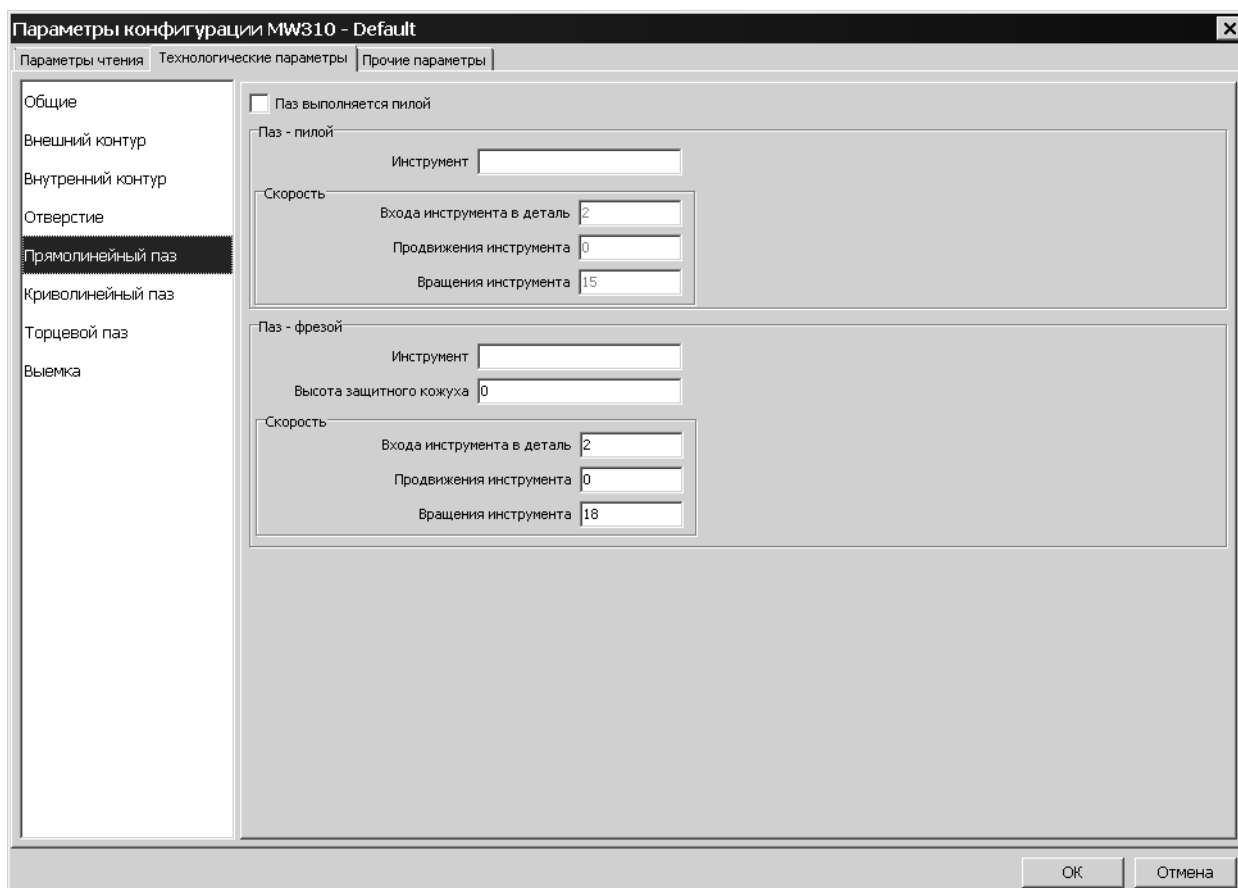 Параметры конфигурации MW310 - Default
Параметры чтения Технологические параметры Прочие параметры
Общие
Внешний контур
Внутренний контур
Отверстие
Прямолинейный паз
Криволинейный паз
Торцевой паз
Выемка
Паз выполняется пилой
Паз - пилой
Инструмент
Скорость
Входа инструмента в деталь 2
Продвижения инструмента 0
Вращения инструмента 15
Паз - фрезой
Инструмент
Высота защитного кожуха 0
Скорость
Входа инструмента в деталь 2
Продвижения инструмента 0
Вращения инструмента 18
ОК Отмена